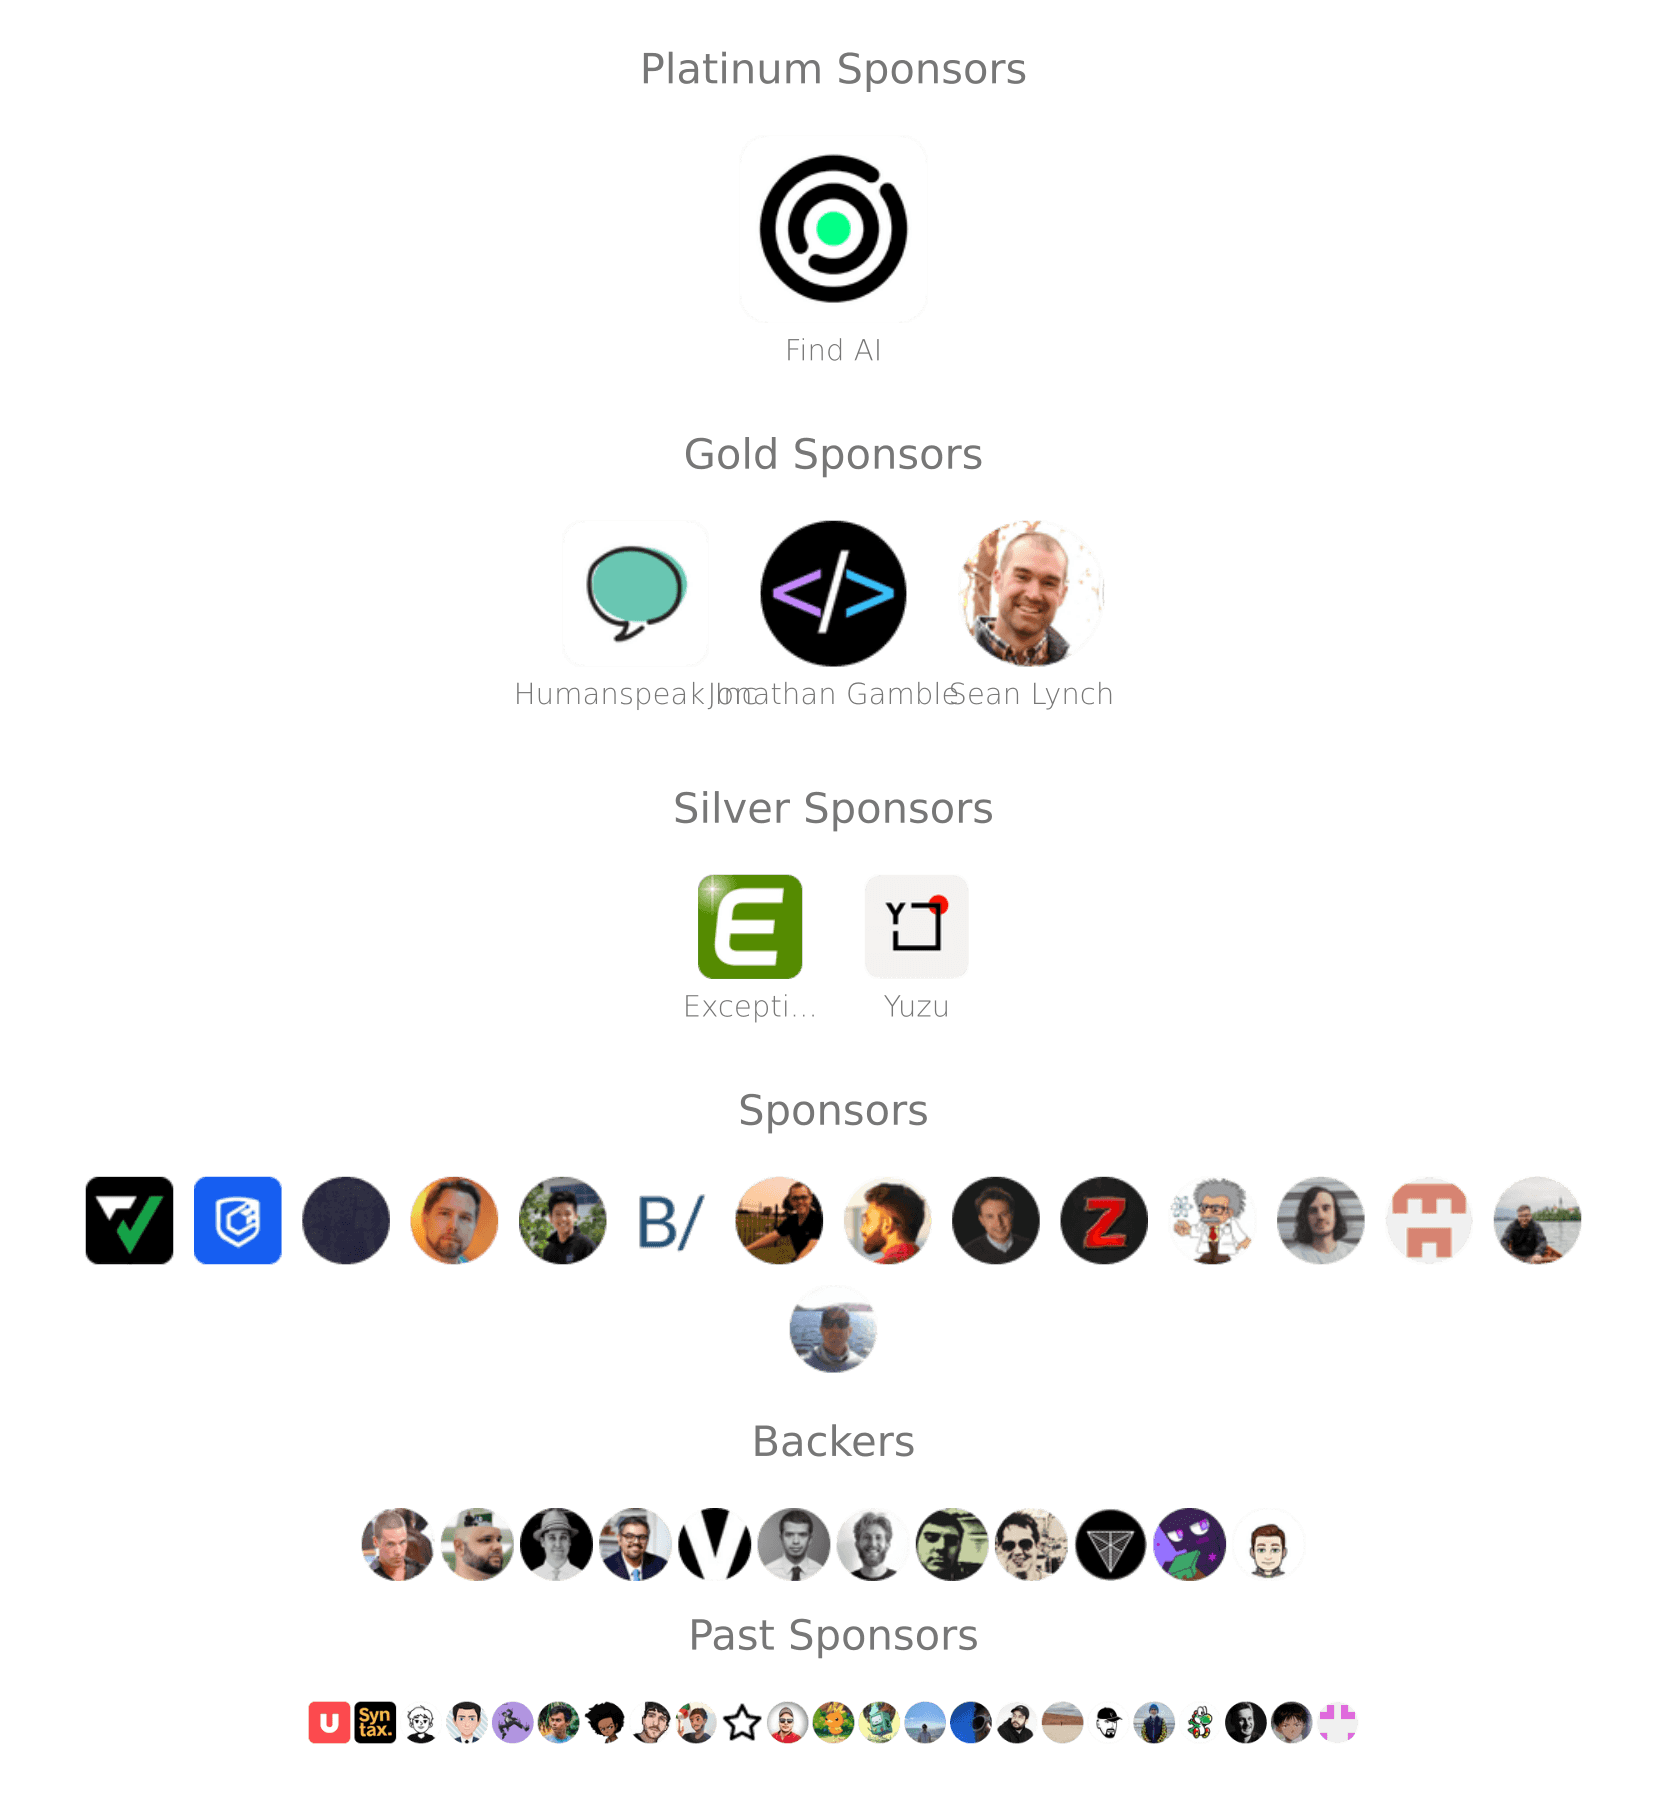 Platinum Sponsors
Find AI
Gold Sponsors
Humanspeak Inc
Jonathan Gamble
Sean Lynch
Silver Sponsors
E
Y
Excepti...
Yuzu
Sponsors
B/
Z
Backers
V
Past Sponsors
U
Syn
tax.